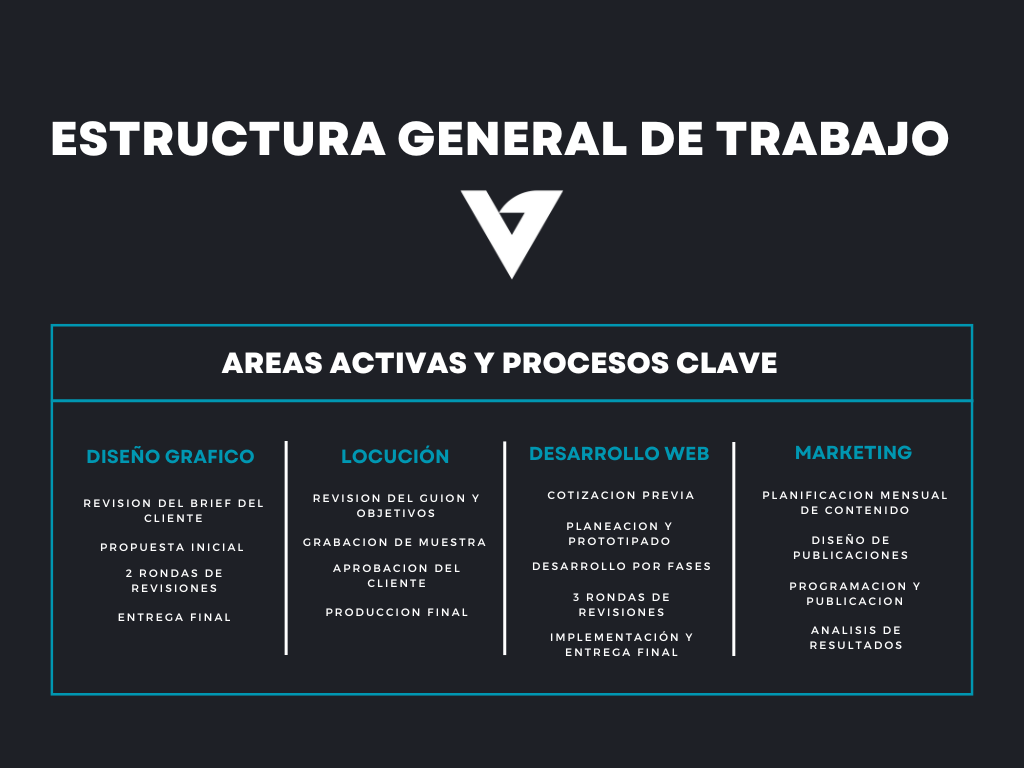 ESTRUCTURA GENERAL DE TRABAJO
AREAS ACTIVAS Y PROCESOS CLAVE
DISEÑO GRAFICO
REVISION DEL BRIEF DEL
CLIENTE
PROPUESTA INICIAL
2 RONDAS DE
REVISIONES
ENTREGA FINAL
LOCUCIÓN
REVISION DEL GUION Y
OBJETIVOS
GRABACION DE MUESTRA
APROBACION DEL
CLIENTE
PRODUCCION FINAL
DESARROLLO WEB
COTIZACION PREVIA
PLANEACION Y
PROTOTIPADO
DESARROLLO POR FASES
3 RONDAS DE
REVISIONES
IMPLEMENTACIÓN Y
ENTREGA FINAL
MARKETING
PLANIFICACION MENSUAL
DE CONTENIDO
DISEÑO DE
PUBLICACIONES
PROGRAMACION Y
PUBLICACION
ANALISIS DE
RESULTADOS